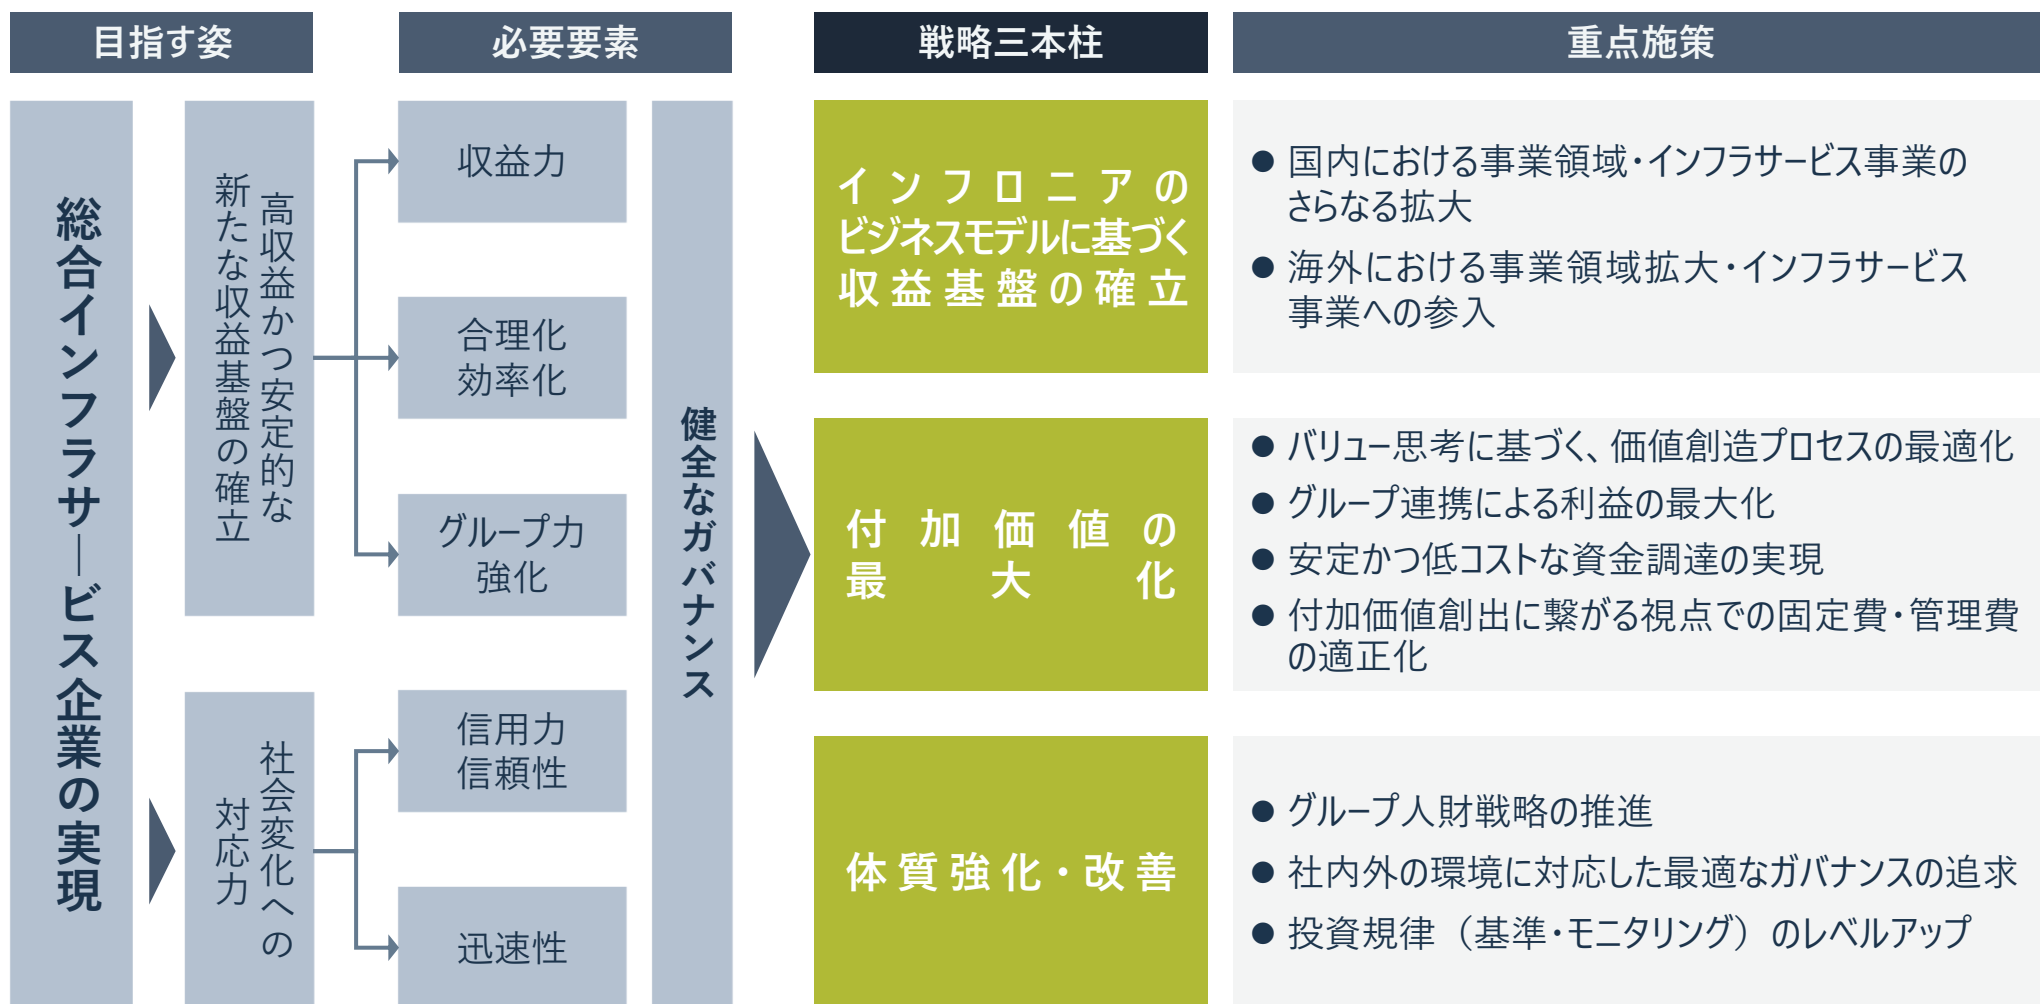 目指す姿
必要要素
戦略三本柱
重点施策
総合インフラサービス企業の実現
高収益かつ安定的な
新たな収益基盤の確立
社会変化への
対応力
収益力
合理化
効率化
グループ力
強化
信用力
信頼性
迅速性
健全なガバナンス
インフロニアの
ビジネスモデルに基づく
収益基盤の確立
● 国内における事業領域・インフラサービス事業の
さらなる拡大
● 海外における事業領域拡大・インフラサービス
事業への参入
付加価値の
最大化
● バリュー思考に基づく、価値創造プロセスの最適化
● グループ連携による利益の最大化
● 安定かつ低コストな資金調達の実現
● 付加価値創出に繋がる視点での固定費・管理費
の適正化
体質強化・改善
● グループ人財戦略の推進
● 社内外の環境に対応した最適なガバナンスの追求
● 投資規律（基準・モニタリング）のレベルアップ